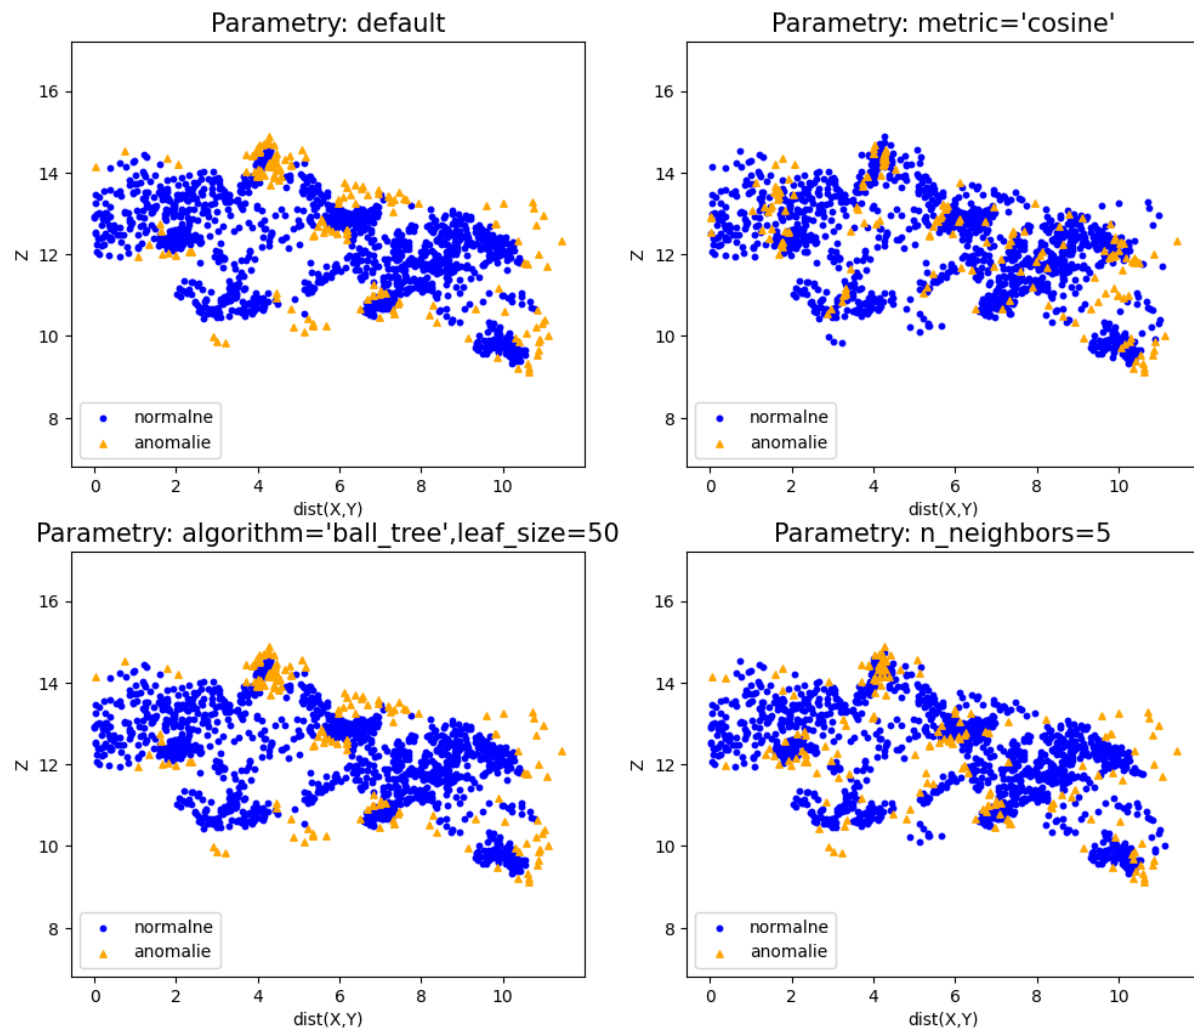 Parametry: default
16
14
12
10
8
Z
normalne
anomalie
0 2 4 6 8 10
dist(X,Y)
Parametry: metric='cosine'
16
14
12
10
8
Z
normalne
anomalie
0 2 4 6 8 10
dist(X,Y)
Parametry: algorithm='ball_tree',leaf_size=50
16
14
12
10
8
Z
normalne
anomalie
0 2 4 6 8 10
dist(X,Y)
Parametry: n_neighbors=5
16
14
12
10
8
Z
normalne
anomalie
0 2 4 6 8 10
dist(X,Y)